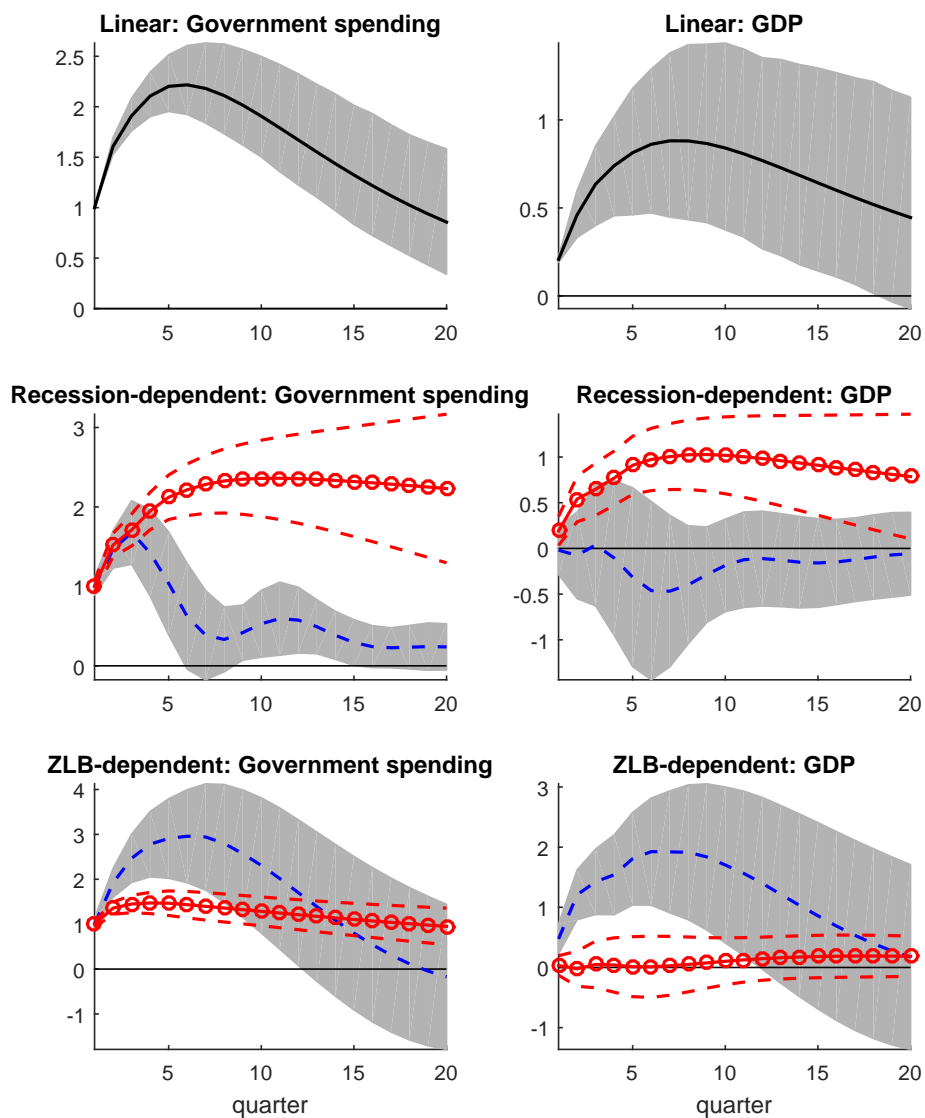 Linear: Government spending
2.5
2
1.5
1
0.5
0
5 10 15 20
Linear: GDP
1
0.5
0
5 10 15 20
Recession-dependent: Government spending
3
2
1
0
5 10 15 20
Recession-dependent: GDP
1.5
1
0.5
0
-0.5
-1
5 10 15 20
ZLB-dependent: Government spending
4
3
2
1
0
-1
5 10 15 20
quarter
ZLB-dependent: GDP
3
2
1
0
-1
5 10 15 20
quarter